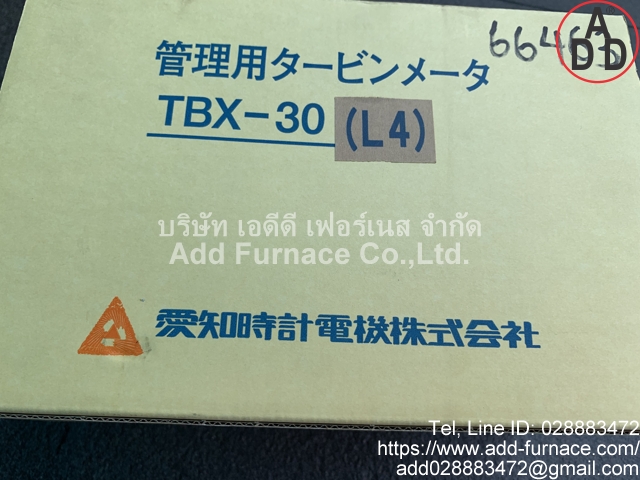 ADD
管理用タービンメータ
TBX-30 (L4)
บริษัท เอดีดี เฟอร์เนส จำกัด
Add Furnace Co.,Ltd.
愛知時計電機株式会社
Tel, Line ID: 028883472
https://www.add-furnace.com/
add028883472@gmail.com